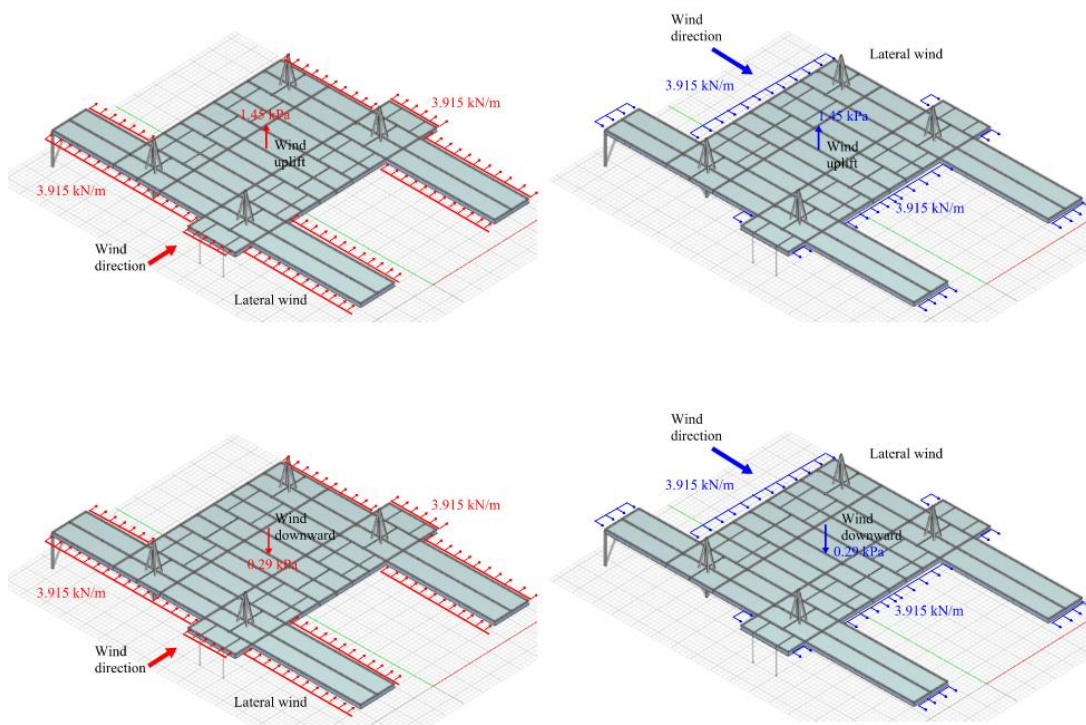 Wind
direction
Lateral wind
3.915 kN/m
3.915 kN/m
1.45 kPa
Wind
uplift
3.915 kN/m
Wind
direction
Lateral wind
1.45 kPa
Wind
uplift
3.915 kN/m
Wind
direction
Lateral wind
3.915 kN/m
3.915 kN/m
Wind
downward
0.29 kPa
3.915 kN/m
Wind
direction
Lateral wind
Wind
downward
0.29 kPa
3.915 kN/m